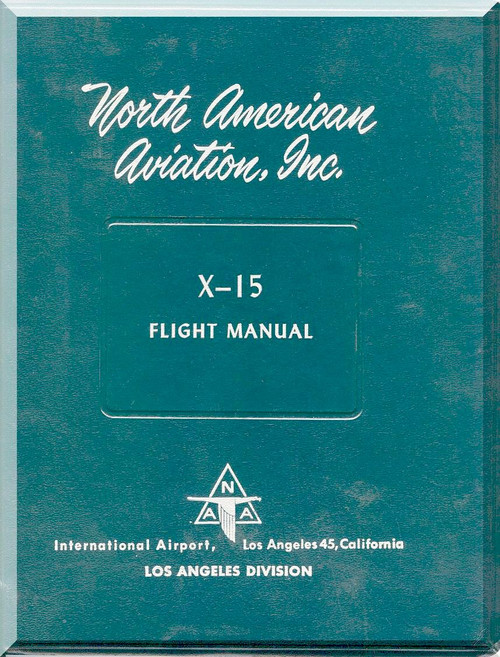 North American
Aviation, Inc.
X-15
FLIGHT MANUAL
N
A A
International Airport, Los Angeles 45, California
LOS ANGELES DIVISION